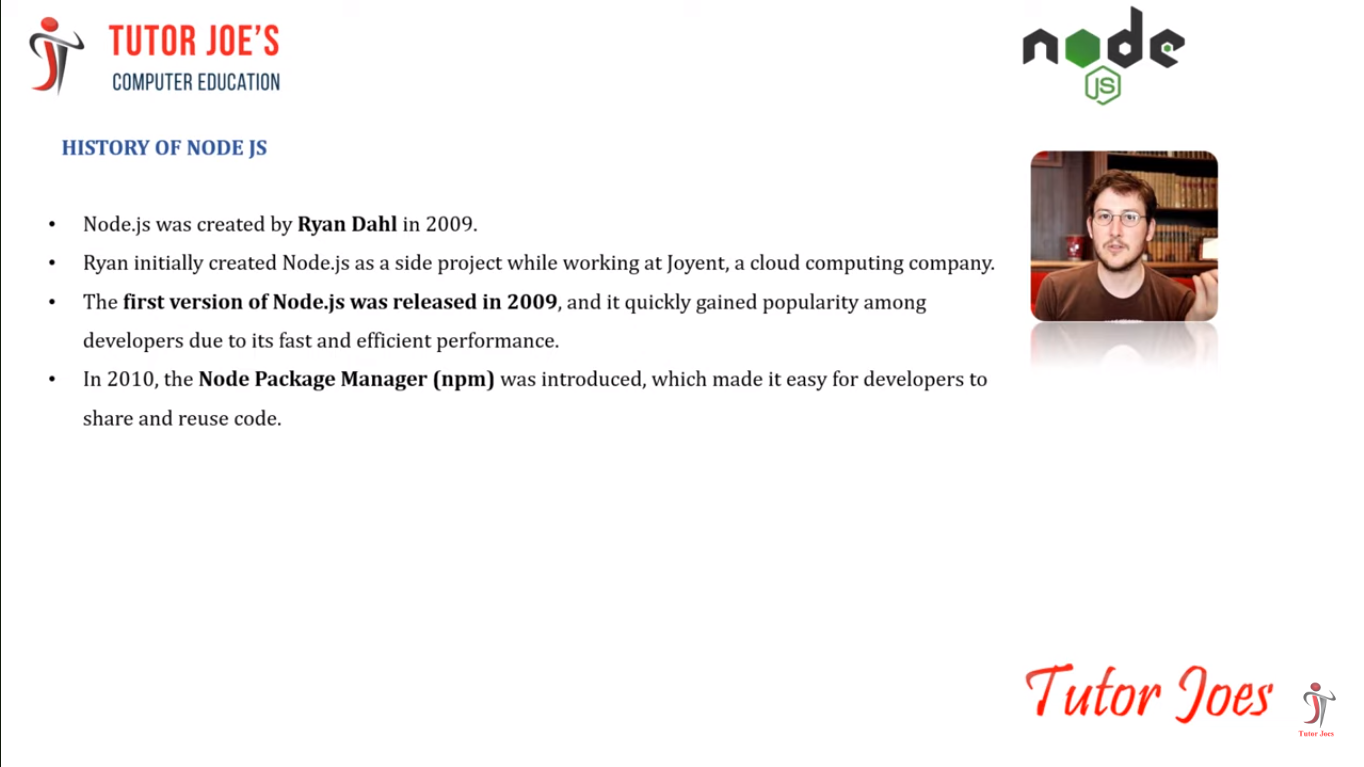 TUTOR JOE'S
COMPUTER EDUCATION
node
JS
HISTORY OF NODE JS
• Node.js was created by Ryan Dahl in 2009.
• Ryan initially created Node.js as a side project while working at Joyent, a cloud computing company.
• The first version of Node.js was released in 2009, and it quickly gained popularity among
developers due to its fast and efficient performance.
• In 2010, the Node Package Manager (npm) was introduced, which made it easy for developers to
share and reuse code.
Tutor Joes
Tutor Joes